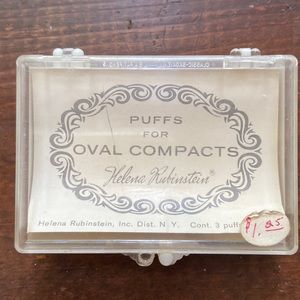 PUFFS
FOR
OVAL COMPACTS
Helena Rubinstein®
Helena Rubinstein, Inc. Dist. N. Y. Cont. 3 puff
$1.25